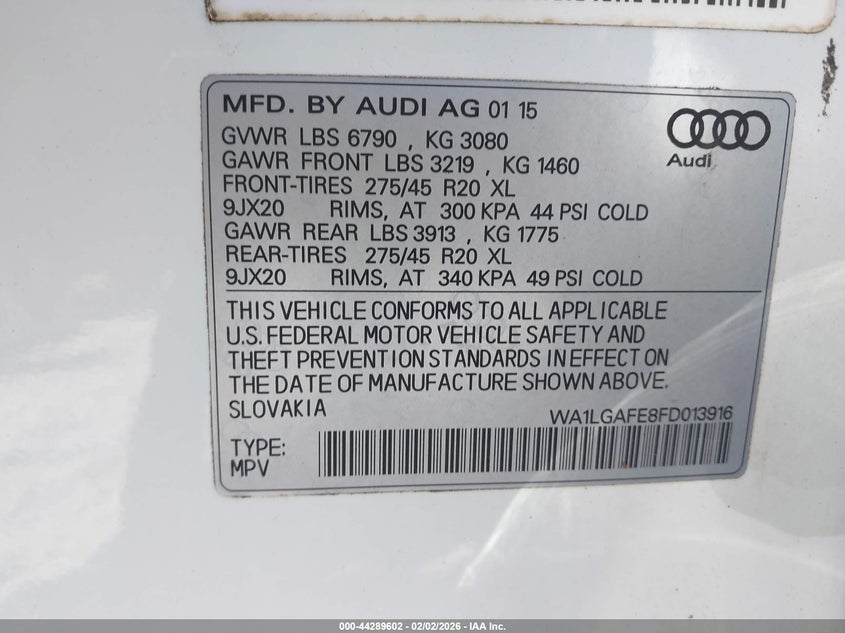 MFD. BY AUDI AG 01 15
GVWR LBS 6790 , KG 3080
GAWR FRONT LBS 3219 , KG 1460
FRONT-TIRES 275/45 R20 XL
9JX20 RIMS, AT 300 KPA 44 PSI COLD
GAWR REAR LBS 3913 , KG 1775
REAR-TIRES 275/45 R20 XL
9JX20 RIMS, AT 340 KPA 49 PSI COLD
Audi
THIS VEHICLE CONFORMS TO ALL APPLICABLE
U.S. FEDERAL MOTOR VEHICLE SAFETY AND
THEFT PREVENTION STANDARDS IN EFFECT ON
THE DATE OF MANUFACTURE SHOWN ABOVE.
SLOVAKIA
WA1LGAFE8FD013916
TYPE:
MPV
000-44289602 - 02/02/2026 - IAA Inc.